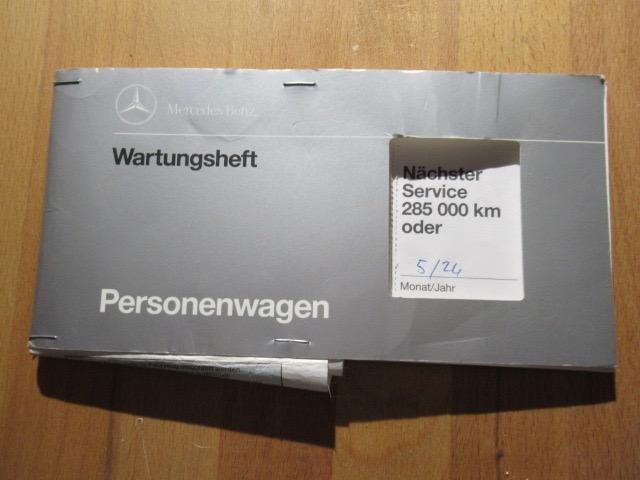 Mercedes Benz
Wartungsheft
Nächster
Service
285 000 km
oder
5/24
Monat/Jahr
Personenwagen